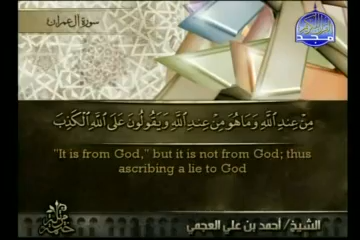 سورة آل عمران
مجد
مِنْ عِندِ اللَّهِ وَمَا هُوَ مِنْ عِندِ اللَّهِ وَيَقُولُونَ عَلَى اللَّهِ الْكَذِبَ
"It is from God," but it is not from God; thus
ascribing a lie to God
الشيخ/ أحمد بن علي العجمي